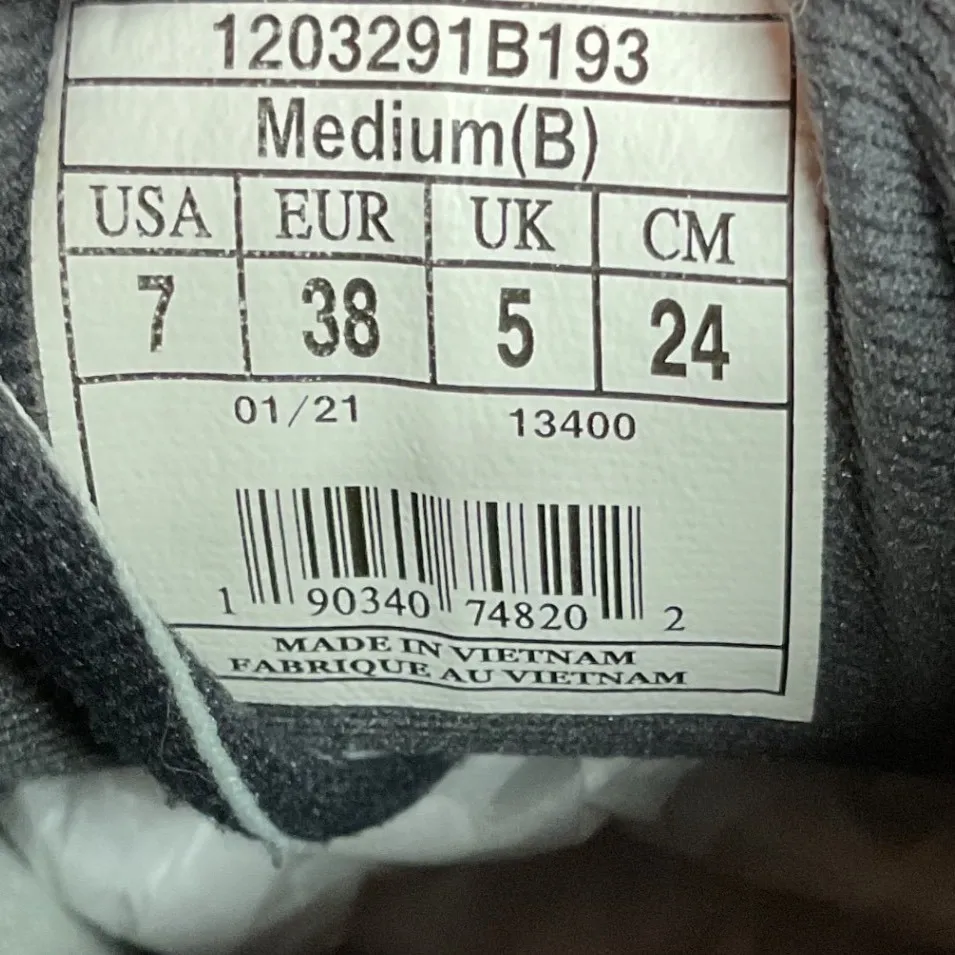 1203291B193
Medium(B)
USA EUR UK CM
7 38 5 24
01/21 13400
1 90340 74820 2
MADE IN VIETNAM
FABRIQUE AU VIETNAM